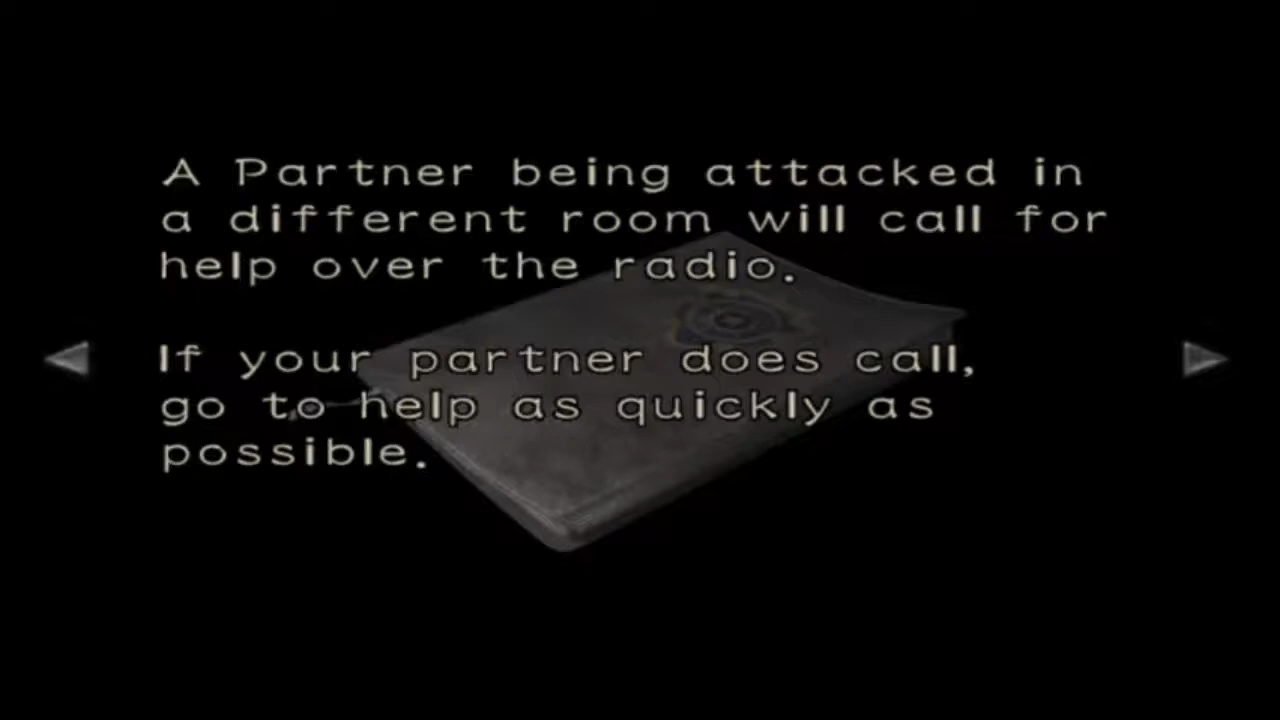 A Partner being attacked in
a different room will call for
help over the radio.
If your partner does call,
go to help as quickly as
possible.